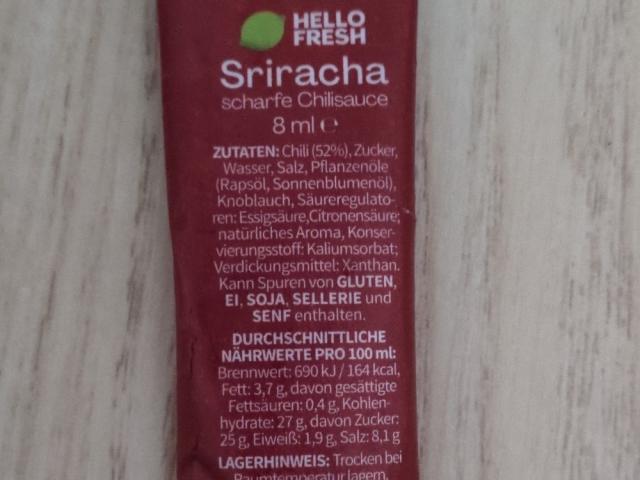 HELLO
FRESH
Sriracha
scharfe Chilisauce
8 ml ℮
ZUTATEN: Chili (52%), Zucker,
Wasser, Salz, Pflanzenöle
(Rapsöl, Sonnenblumenöl),
Knoblauch, Säureregulato-
ren: Essigsäure,Citronensäure;
natürliches Aroma, Konser-
vierungsstoff: Kaliumsorbat;
Verdickungsmittel: Xanthan.
Kann Spuren von GLUTEN,
EI, SOJA, SELLERIE und
SENF enthalten.
DURCHSCHNITTLICHE
NÄHRWERTE PRO 100 ml:
Brennwert: 690 kJ / 164 kcal,
Fett: 3,7 g, davon gesättigte
Fettsäuren: 0,4 g, Kohlen-
hydrate: 27 g, davon Zucker:
25 g, Eiweiß: 1,9 g, Salz: 8,1 g
LAGERHINWEIS: Trocken bei
Raumtemperatur lagern.